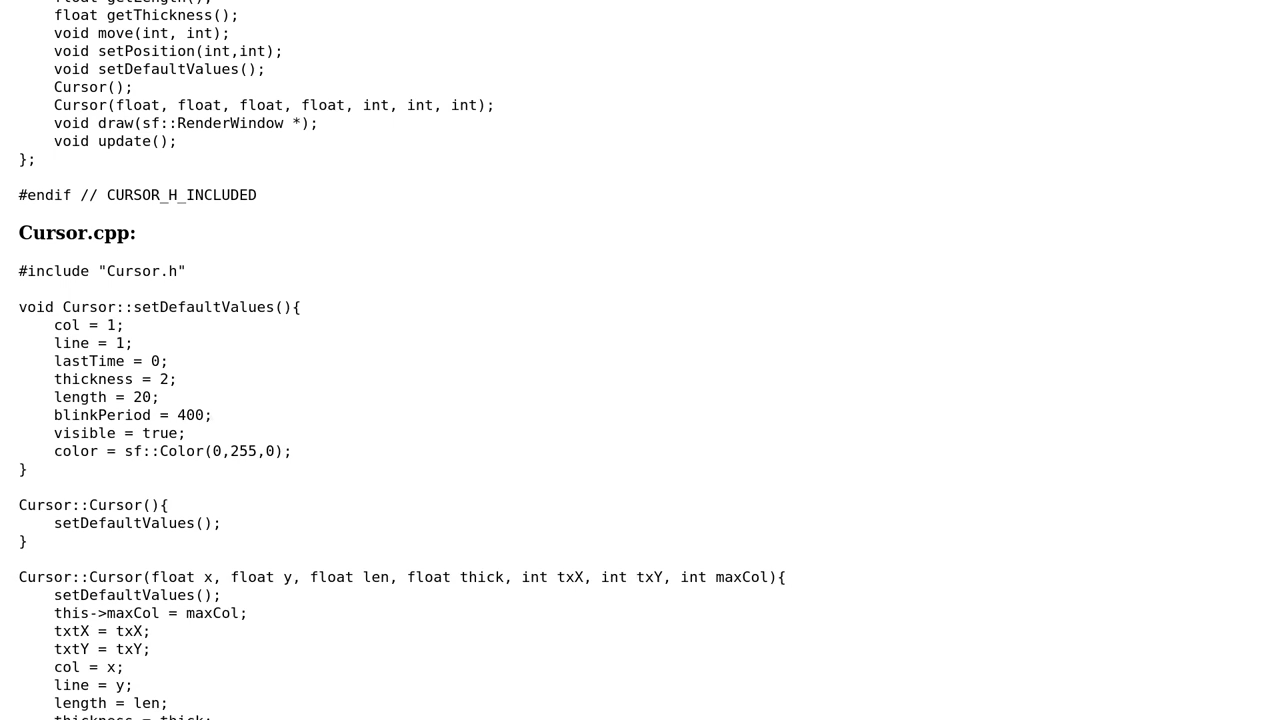 float getLength();
    float getThickness();
    void move(int, int);
    void setPosition(int,int);
    void setDefaultValues();
    Cursor();
    Cursor(float, float, float, float, int, int, int);
    void draw(sf::RenderWindow *);
    void update();
};

#endif // CURSOR_H_INCLUDED

Cursor.cpp:

#include "Cursor.h"

void Cursor::setDefaultValues(){
    col = 1;
    line = 1;
    lastTime = 0;
    thickness = 2;
    length = 20;
    blinkPeriod = 400;
    visible = true;
    color = sf::Color(0,255,0);
}

Cursor::Cursor(){
    setDefaultValues();
}

Cursor::Cursor(float x, float y, float len, float thick, int txX, int txY, int maxCol){
    setDefaultValues();
    this->maxCol = maxCol;
    txtX = txX;
    txtY = txY;
    col = x;
    line = y;
    length = len;
    thickness = thick;